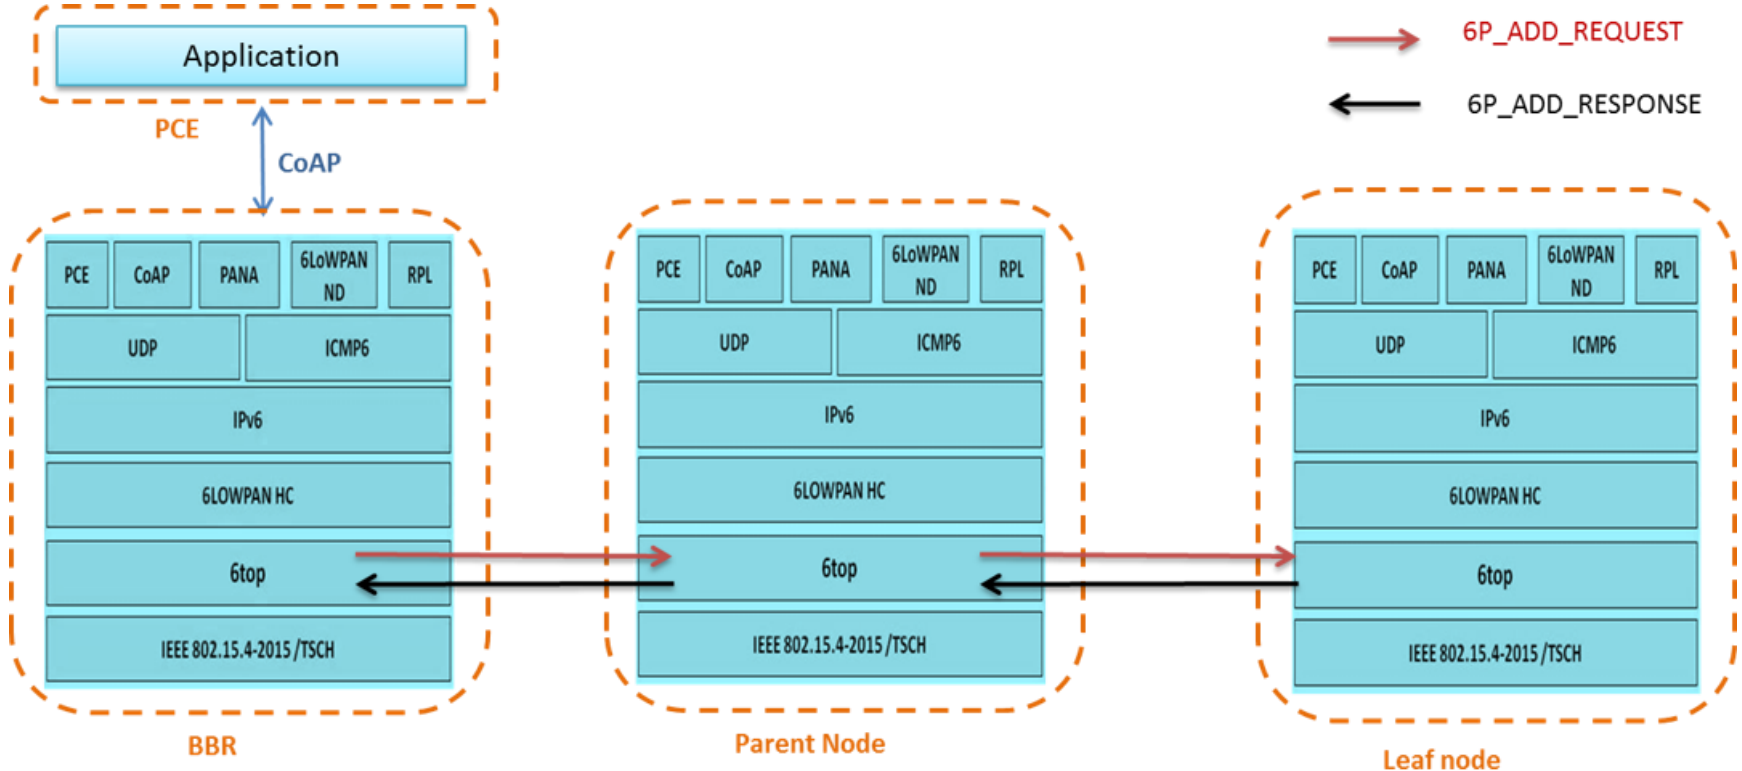 Application
PCE
CoAP
6P_ADD_REQUEST
6P_ADD_RESPONSE
PCE
CoAP
PANA
6LoWPAN
ND
RPL
UDP
ICMP6
IPv6
6LOWPAN HC
6top
IEEE 802.15.4-2015 /TSCH
BBR
PCE
CoAP
PANA
6LoWPAN
ND
RPL
UDP
ICMP6
IPv6
6LOWPAN HC
6top
IEEE 802.15.4-2015 /TSCH
Parent Node
PCE
CoAP
PANA
6LoWPAN
ND
RPL
UDP
ICMP6
IPv6
6LOWPAN HC
6top
IEEE 802.15.4-2015 /TSCH
Leaf node